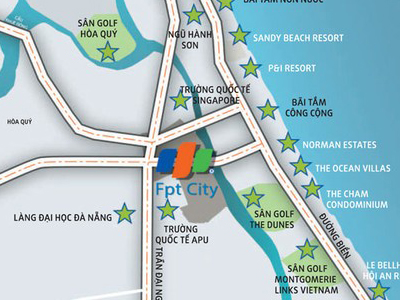 BÃI TẮM NON NƯỚC
SÂN GOLF
HÒA QUÝ
NGŨ HÀNH
SƠN
SANDY BEACH RESORT
P&I RESORT
TRƯỜNG QUỐC TẾ
SINGAPORE
BÃI TẮM
CÔNG CỘNG
HÒA QUÝ
NORMAN ESTATES
THE OCEAN VILLAS
Fpt City
THE CHAM
CONDOMINIUM
LÀNG ĐẠI HỌC ĐÀ NẴNG
SÂN GOLF
THE DUNES
TRƯỜNG
QUỐC TẾ APU
ĐƯỜNG BIỂN
TRẦN ĐẠI NG
LE BELLH
HỘI AN R
SÂN GOLF
MONTGOMERIE
LINKS VIETNAM